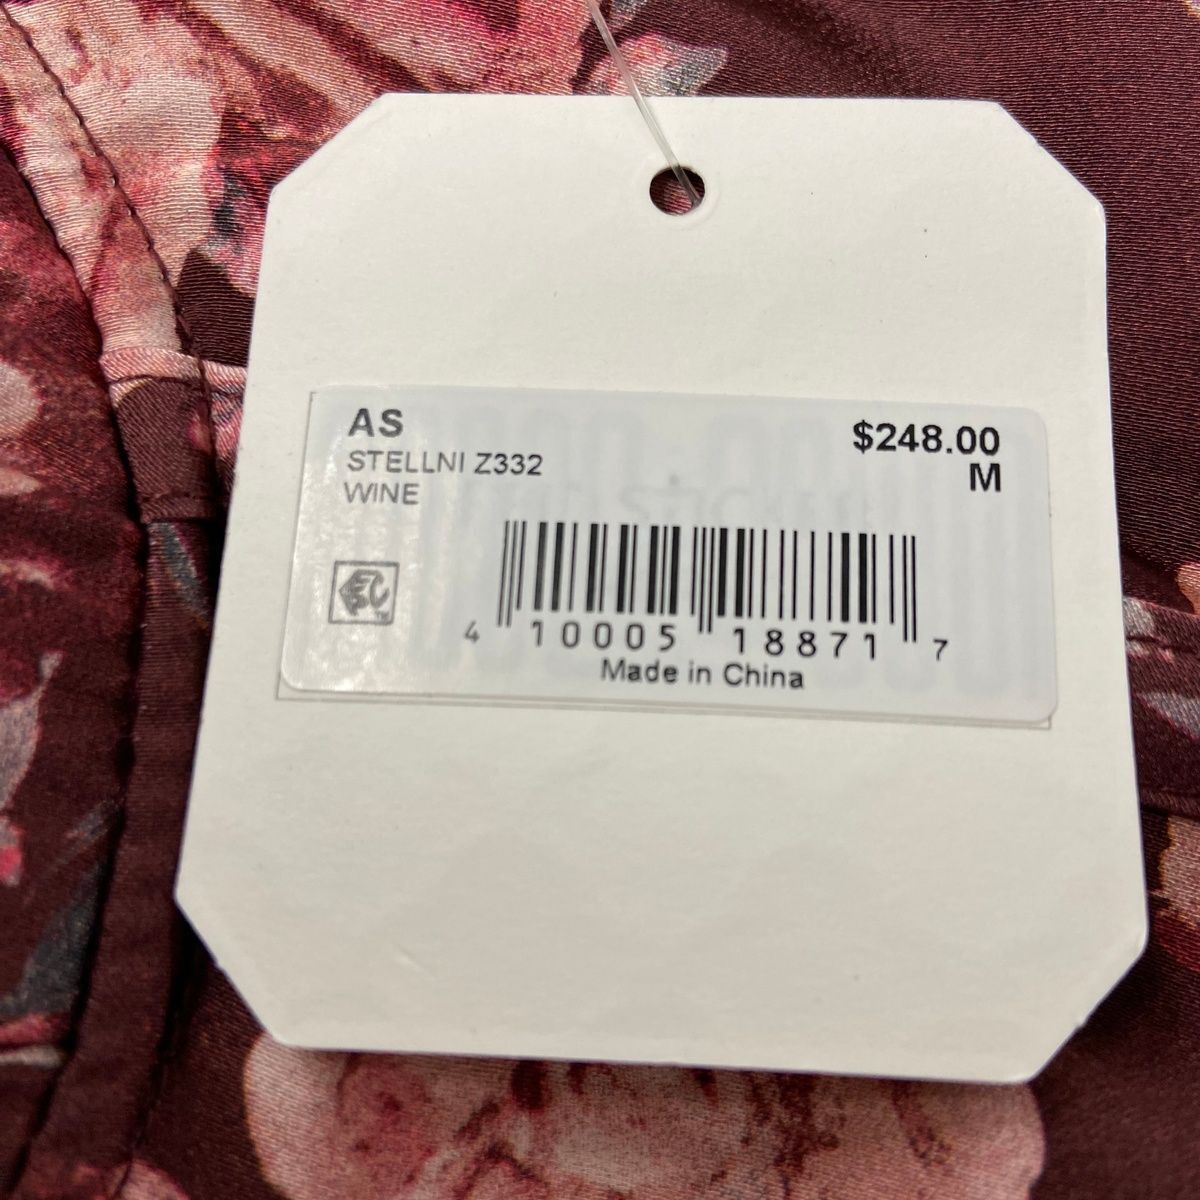 AS
$248.00
STELLNI Z332
M
WINE
4 10005 18871 7
Made in China